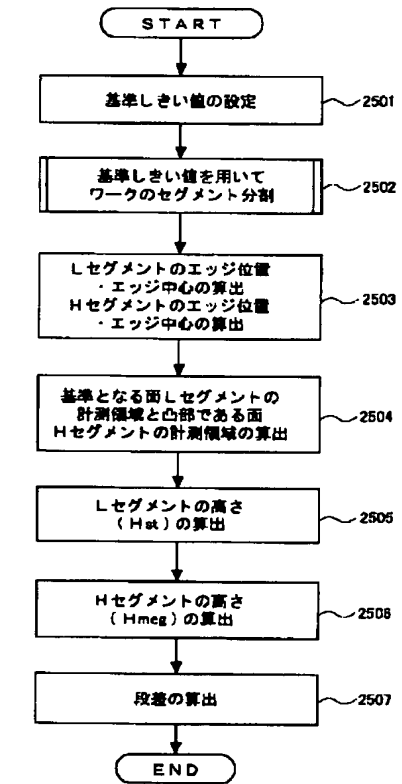 START
基準しきい値の設定
2501
基準しきい値を用いて
ワークのセグメント分割
2502
Lセグメントのエッジ位置
・エッジ中心の算出
Hセグメントのエッジ位置
・エッジ中心の算出
2503
基準となる面Lセグメントの
計測領域と凸部である面
Hセグメントの計測領域の算出
2504
Lセグメントの高さ
(Hst)の算出
2505
Hセグメントの高さ
(Hmeg)の算出
2506
段差の算出
2507
END